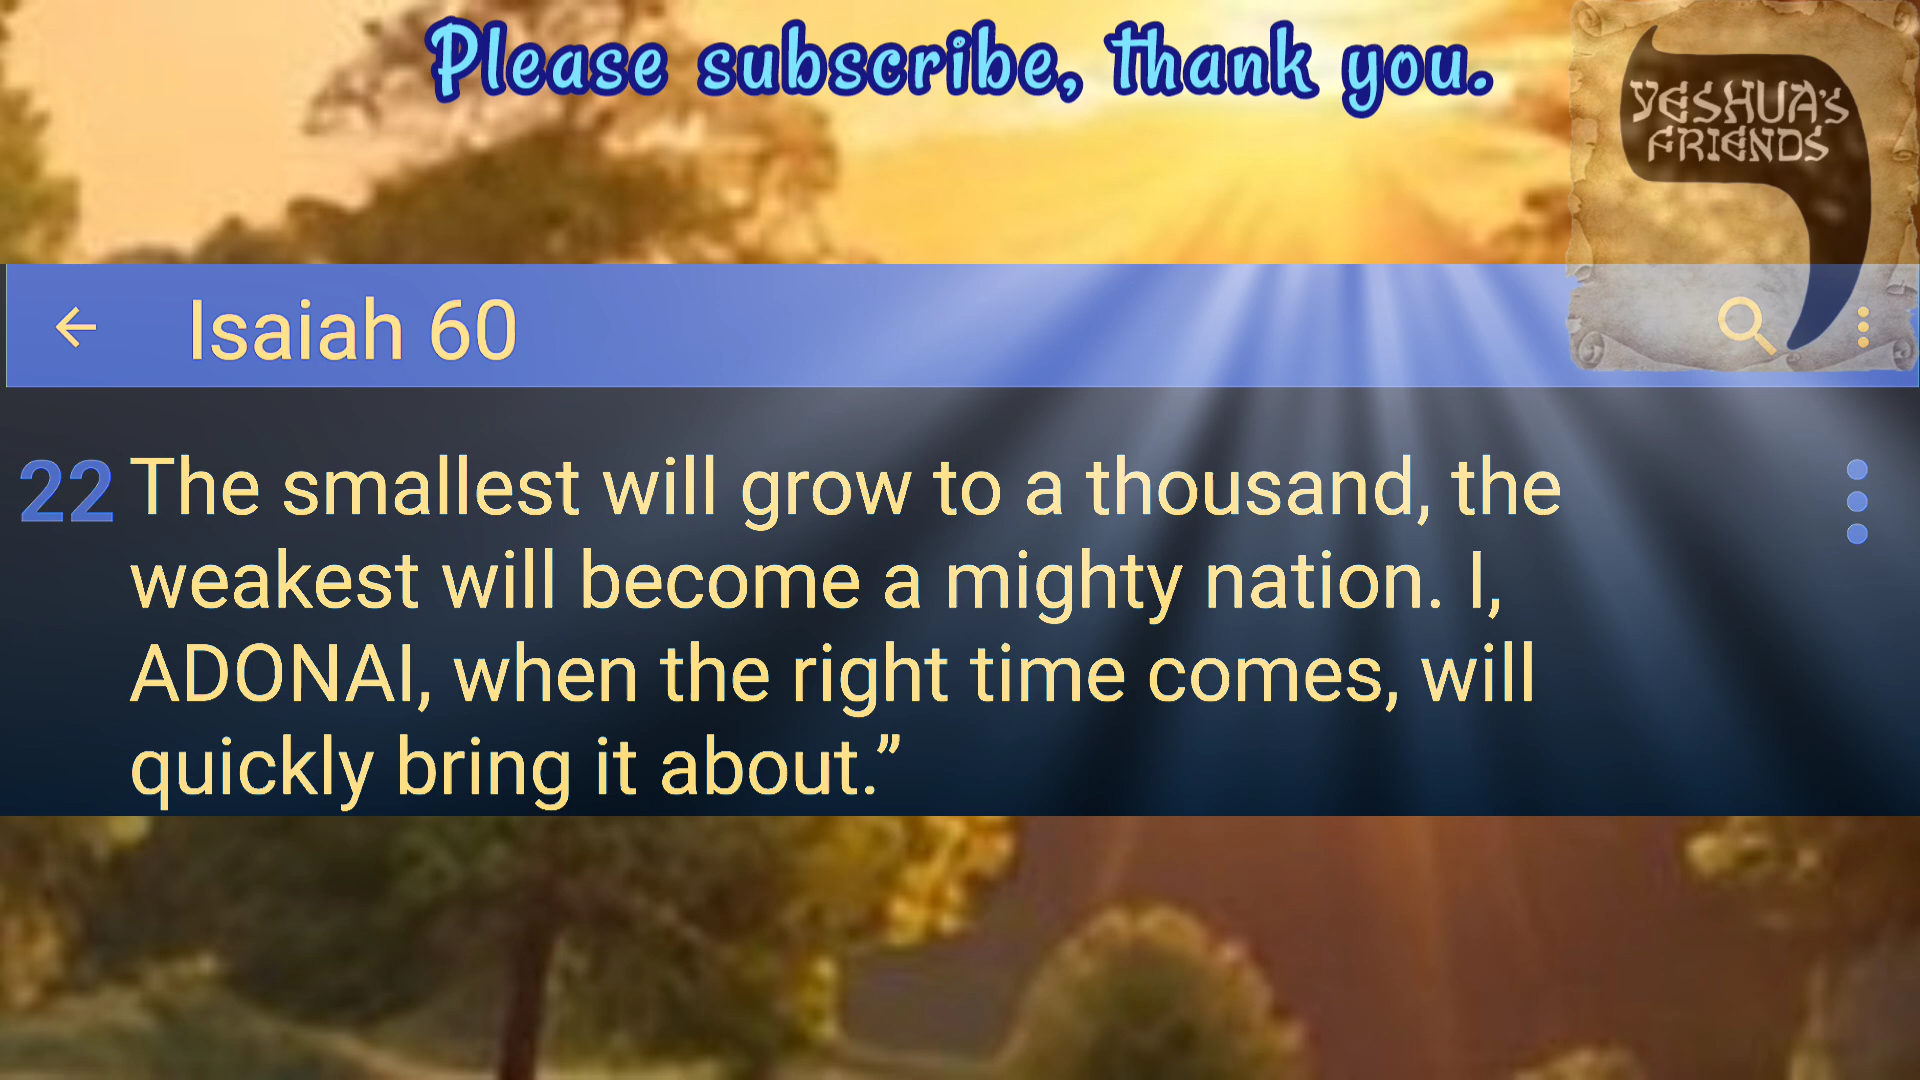 Please subscribe, thank you.
YESHUA'S
FRIENDS
Isaiah 60
22 The smallest will grow to a thousand, the
weakest will become a mighty nation. I,
ADONAI, when the right time comes, will
quickly bring it about.”